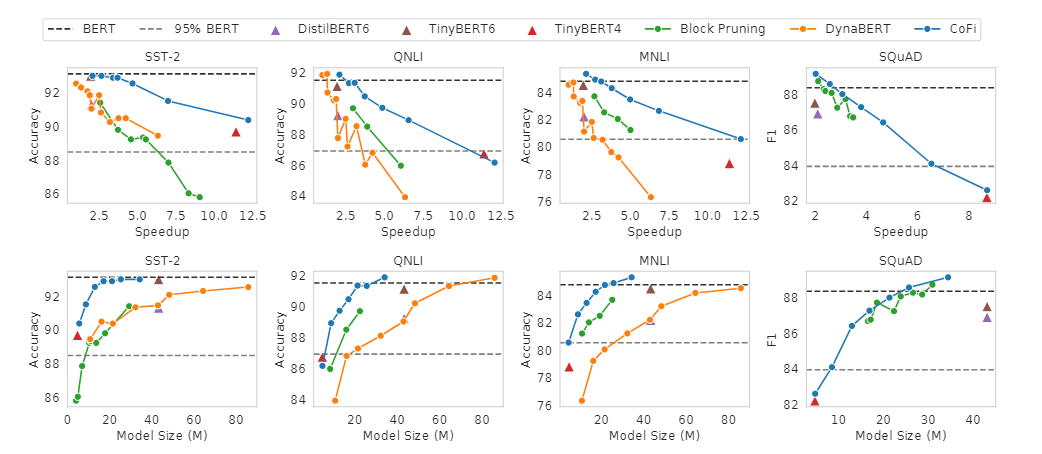 BERT 95% BERT DistilBERT6 TinyBERT6 TinyBERT4 Block Pruning DynaBERT CoFi
SST-2 QNLI MNLI SQuAD
Accuracy 92 90 88 86
2.5 5.0 7.5 10.0 12.5
Speedup
Accuracy 92 90 88 86 84
2.5 5.0 7.5 10.0 12.5
Speedup
Accuracy 84 82 80 78 76
2.5 5.0 7.5 10.0 12.5
Speedup
F1 86 84 82 88
2 4 6 8
Speedup
SST-2 QNLI MNLI SQuAD
Accuracy 92 90 88 86
0 20 40 60 80
Model Size (M)
Accuracy 92 90 88 86 84
20 40 60 80
Model Size (M)
Accuracy 84 82 80 78 76
20 40 60 80
Model Size (M)
F1 88 86 84 82
10 20 30 40
Model Size (M)